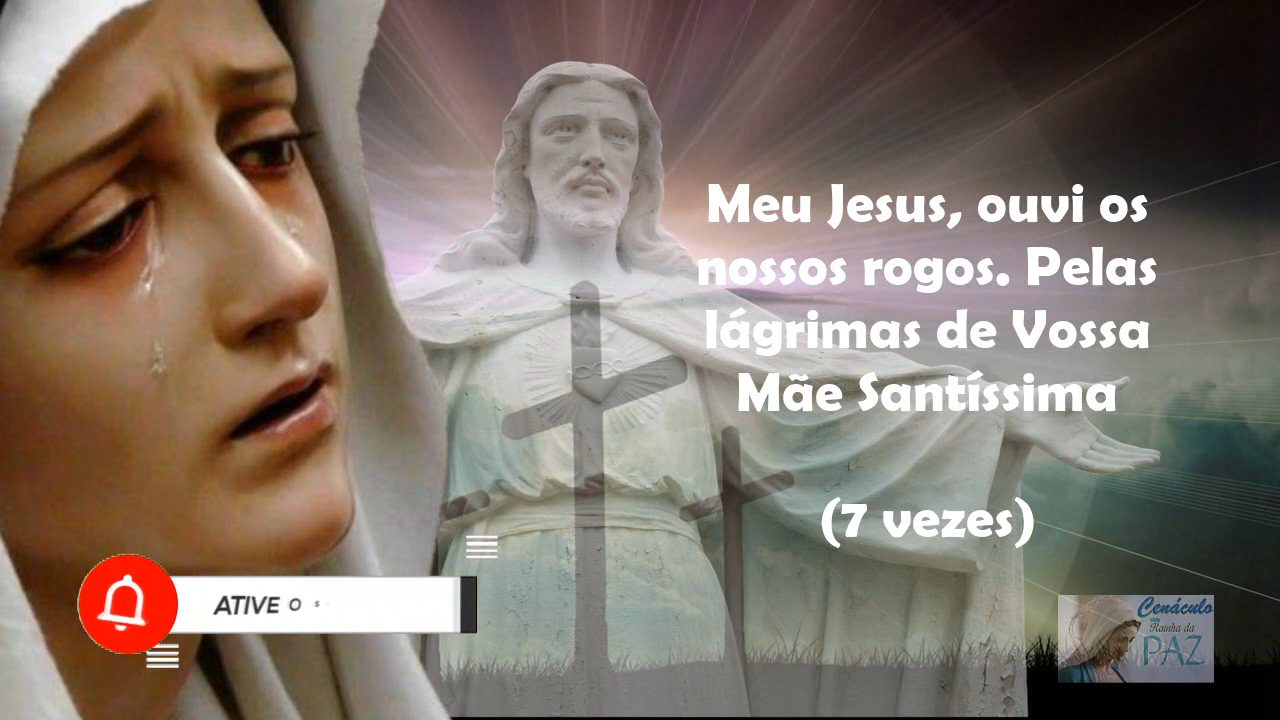 Meu Jesus, ouvi os
nossos rogos. Pelas
lágrimas de Vossa
Mãe Santíssima
(7 vezes)
ATIVE O S
Cenáculo
Rainha da
PAZ